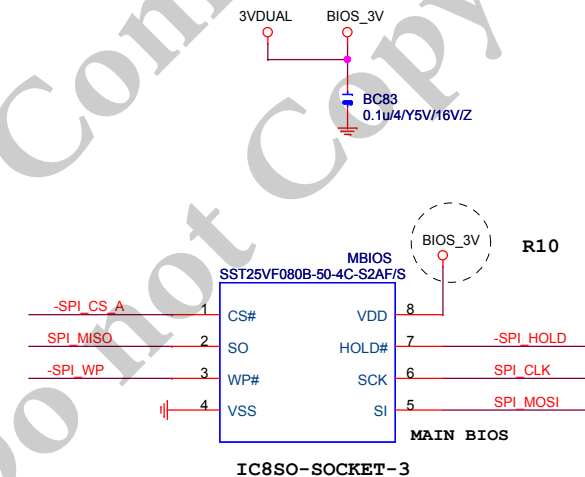 3VDUAL
BIOS_3V
BC83
0.1u/4/Y5V/16V/Z
BIOS_3V
R10
MBIOS
SST25VF080B-50-4C-S2AF/S
-SPI_CS_A 1 CS# VDD 8
SPI_MISO 2 SO HOLD# 7 -SPI_HOLD
-SPI_WP 3 WP# SCK 6 SPI_CLK
4 VSS SI 5 SPI_MOSI
MAIN BIOS
IC8SO-SOCKET-3
Do not Copy